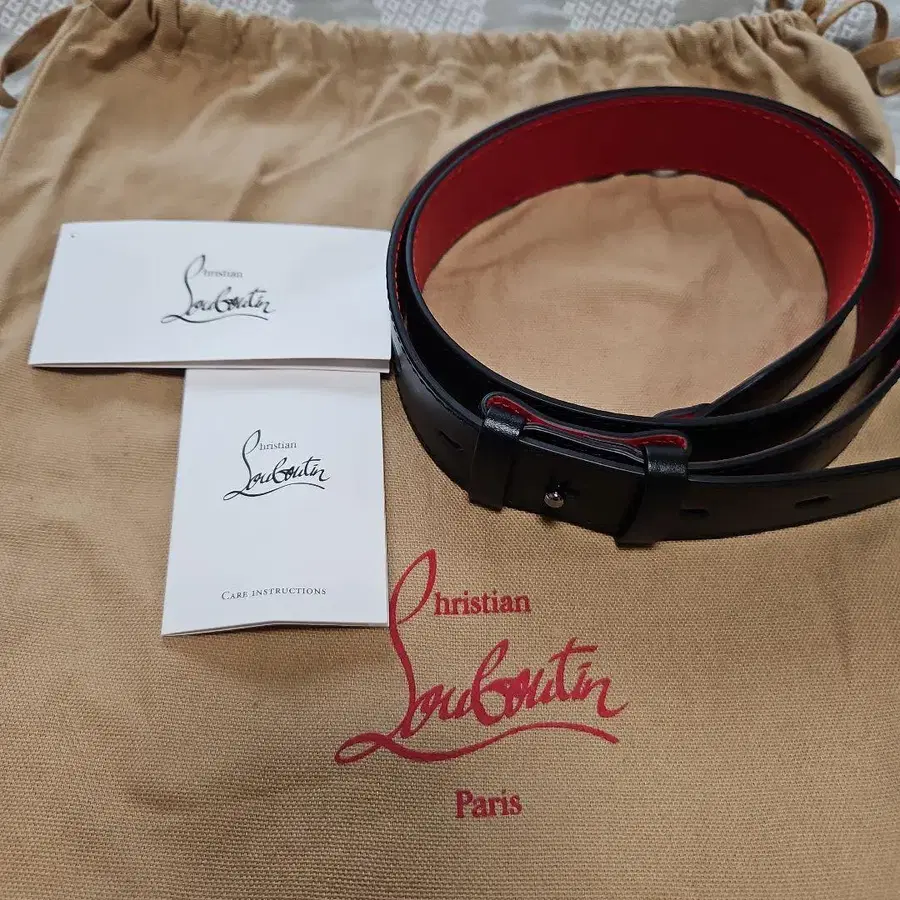 Christian
Louboutin
Christian
Louboutin
CARE INSTRUCTIONS
Christian
Louboutin
Paris